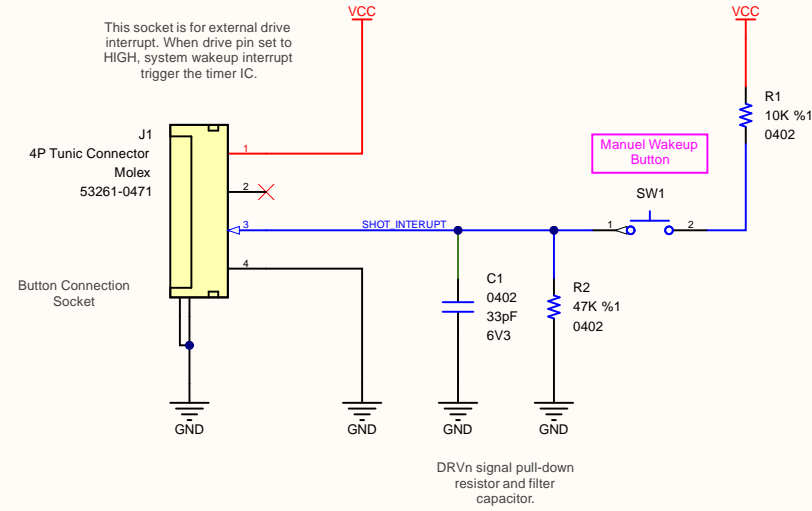 This socket is for external drive
interrupt. When drive pin set to
HIGH, system wakeup interrupt
trigger the timer IC.
VCC
VCC
J1
4P Tunic Connector
Molex
53261-0471
1
2
3
4
SHOT_INTERUPT
Manuel Wakeup
Button
SW1
1
2
R1
10K %1
0402
Button Connection
Socket
C1
0402
33pF
6V3
R2
47K %1
0402
GND
GND
GND
GND
DRVn signal pull-down
resistor and filter
capacitor.